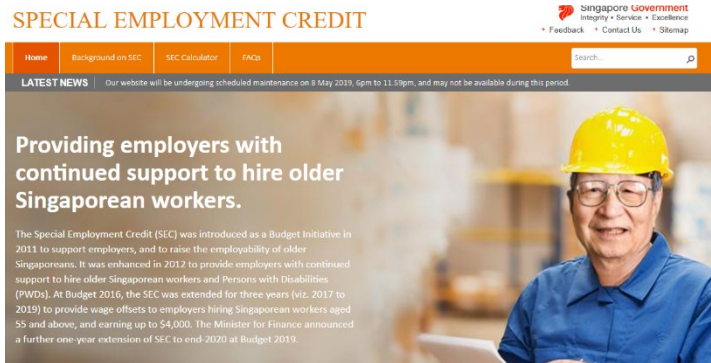 SPECIAL EMPLOYMENT CREDIT
Singapore Government
Integrity • Service • Excellence
Feedback
Contact Us
Sitemap
Home
Background on SEC
SEC Calculator
FAQs
Search...
LATEST NEWS
Our website will be undergoing scheduled maintenance on 8 May 2019, 6pm to 11.59pm, and may not be available during this period.
Providing employers with
continued support to hire older
Singaporean workers.
The Special Employment Credit (SEC) was introduced as a Budget Initiative in
2011 to support employers, and to raise the employability of older
Singaporeans. It was enhanced in 2012 to provide employers with continued
support to hire older Singaporean workers and Persons with Disabilities
(PWDs). At Budget 2016, the SEC was extended for three years (viz. 2017 to
2019) to provide wage offsets to employers hiring Singaporean workers aged
55 and above, and earning up to $4,000. The Minister for Finance announced
a further one-year extension of SEC to end-2020 at Budget 2019.